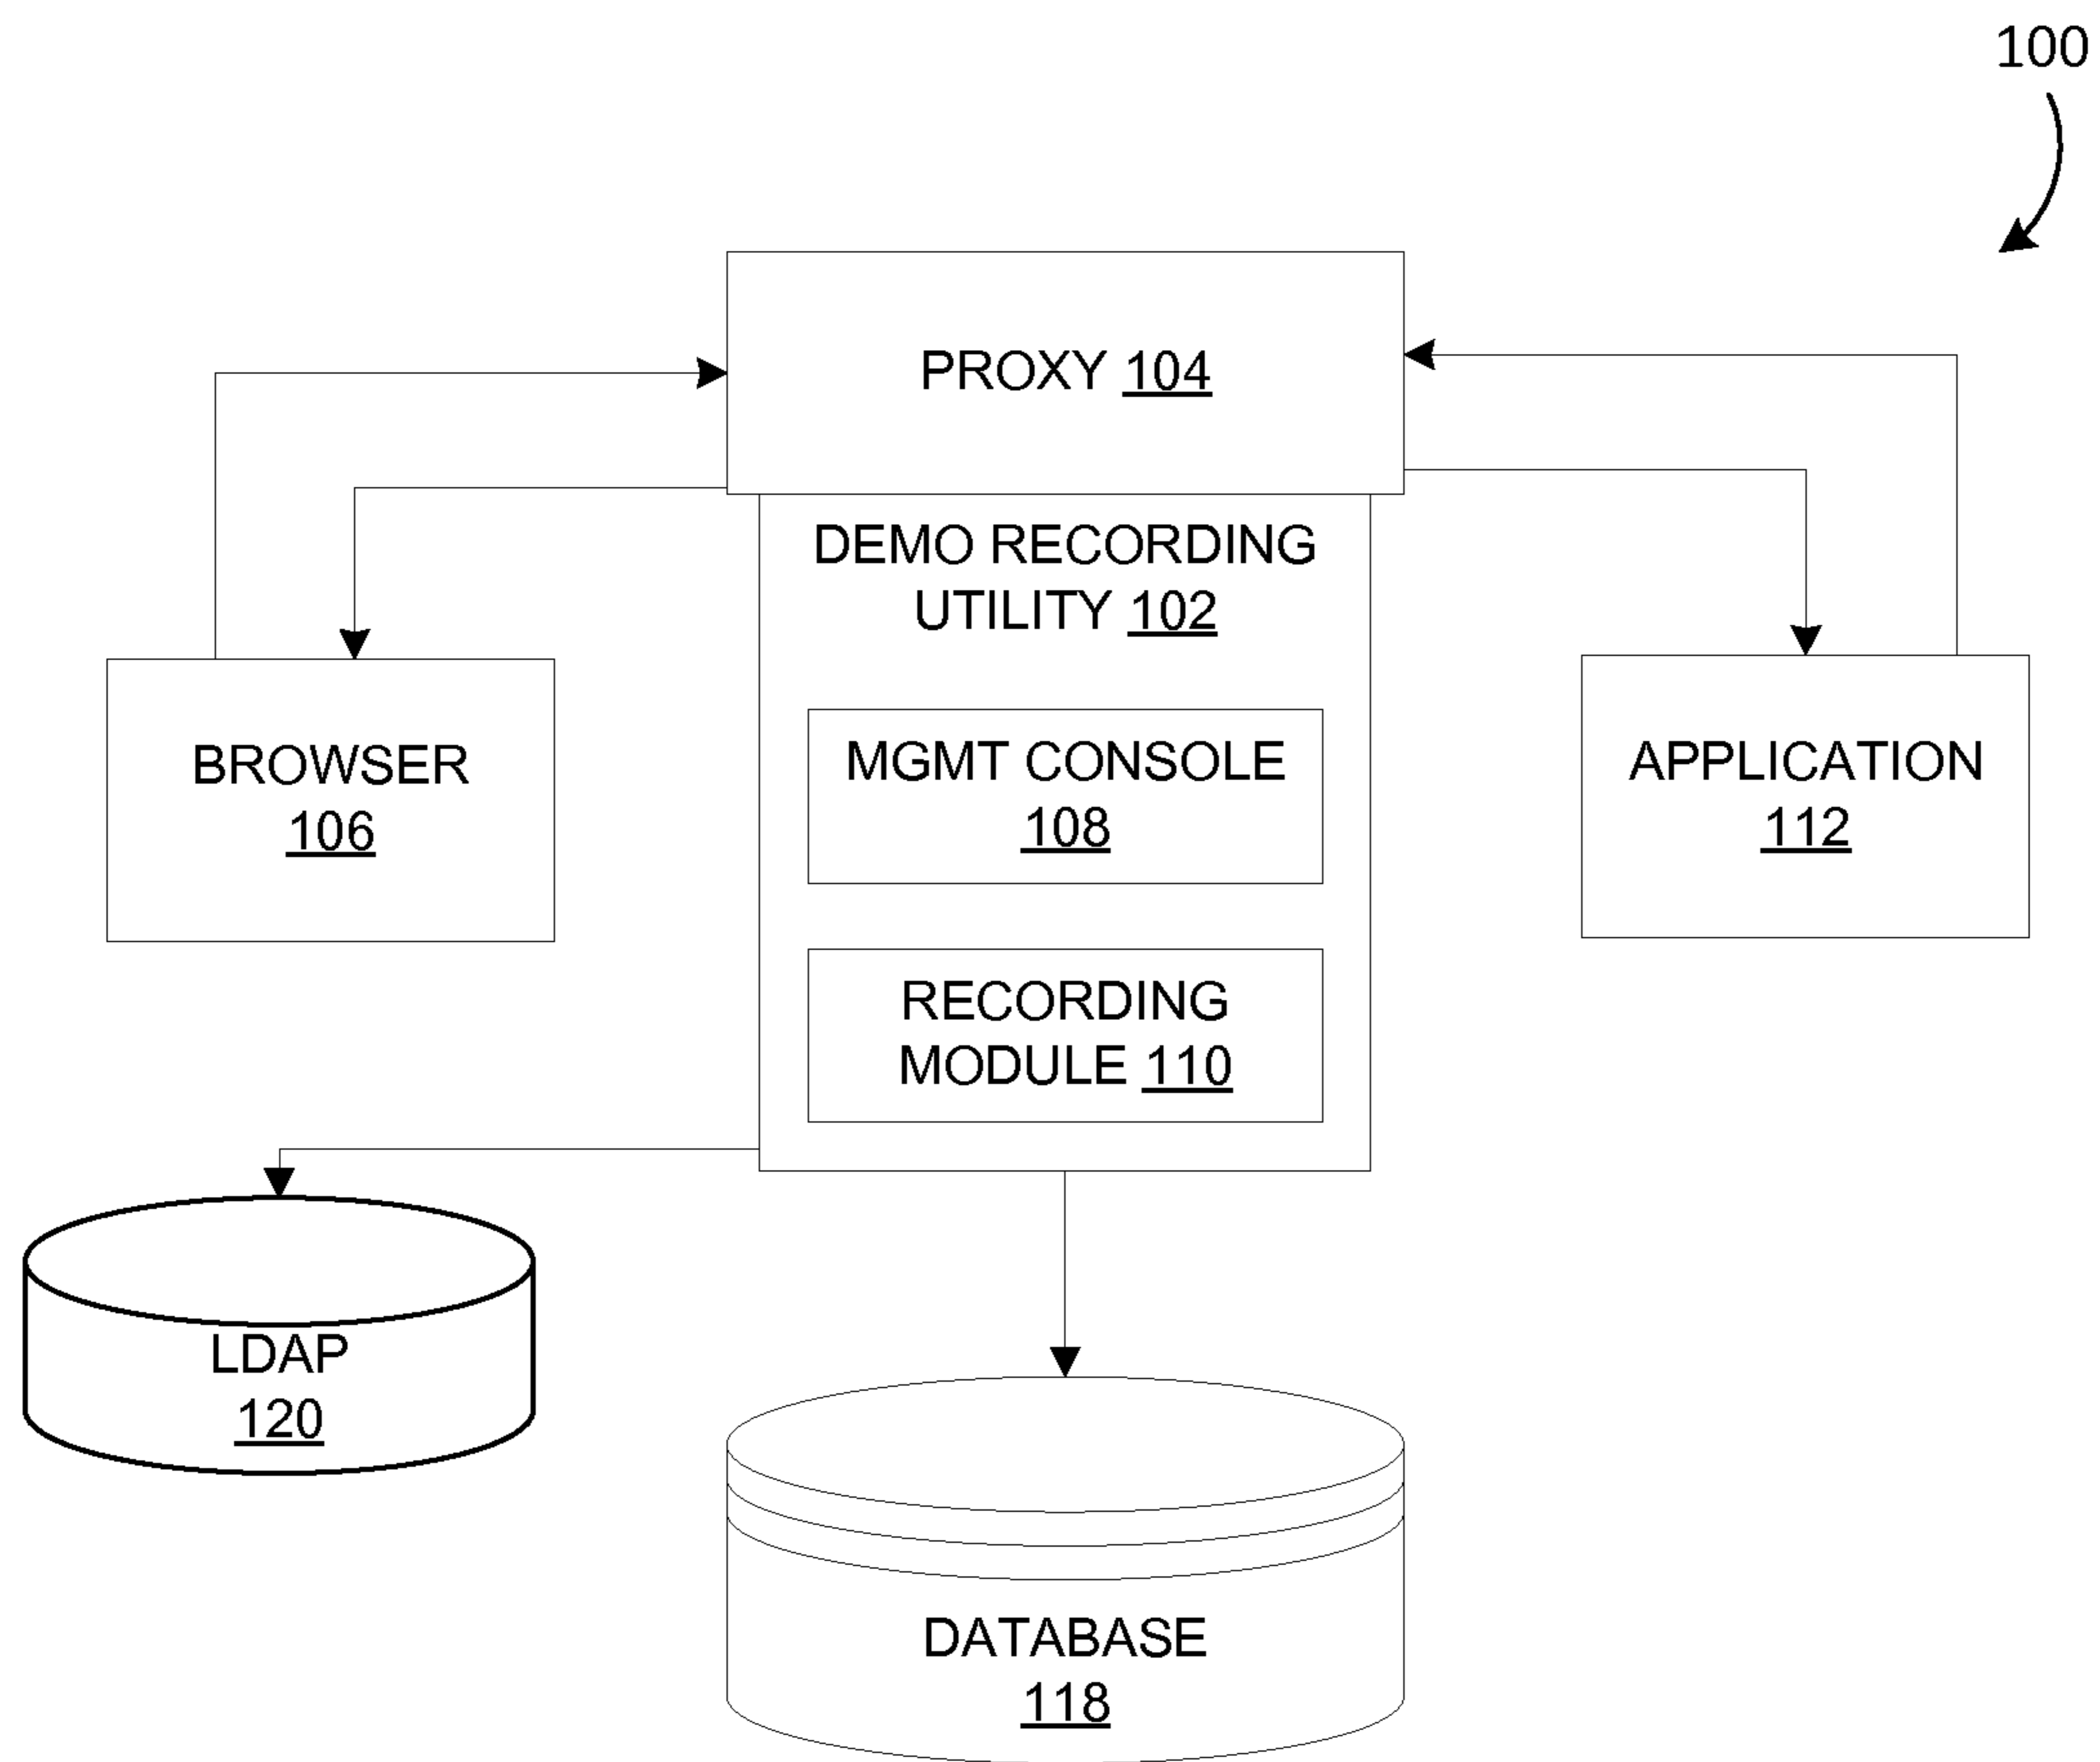 100
PROXY 104
DEMO RECORDING
UTILITY 102
BROWSER
106
MGMT CONSOLE
108
APPLICATION
112
RECORDING
MODULE 110
LDAP
120
DATABASE
118